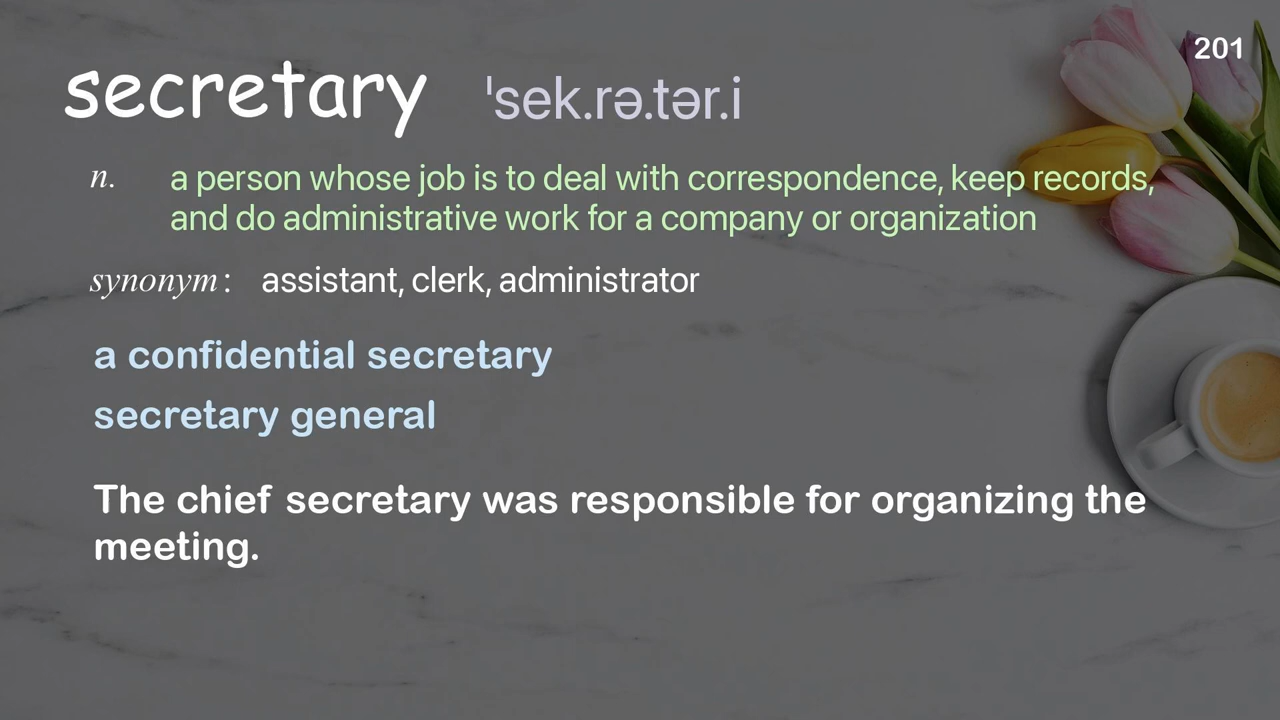 201
secretary ˈsek.rə.tər.i
n. a person whose job is to deal with correspondence, keep records,
and do administrative work for a company or organization
synonym : assistant, clerk, administrator
a confidential secretary
secretary general
The chief secretary was responsible for organizing the
meeting.